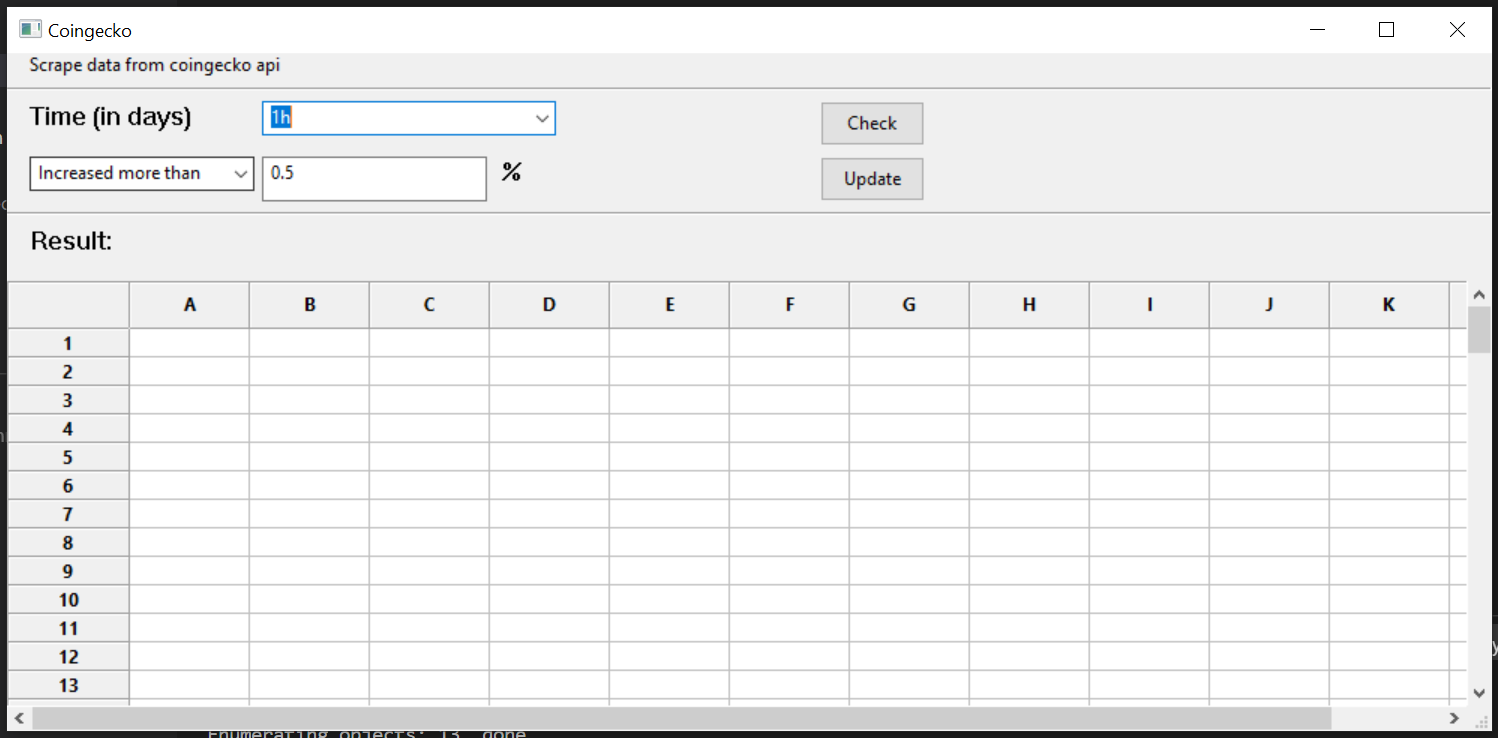 Coingecko
Scrape data from coingecko api
Time (in days) 1h Check
Increased more than 0.5 % Update
Result:
A B C D E F G H I J K
1
2
3
4
5
6
7
8
9
10
11
12
13
Enumerating objects: 13, done